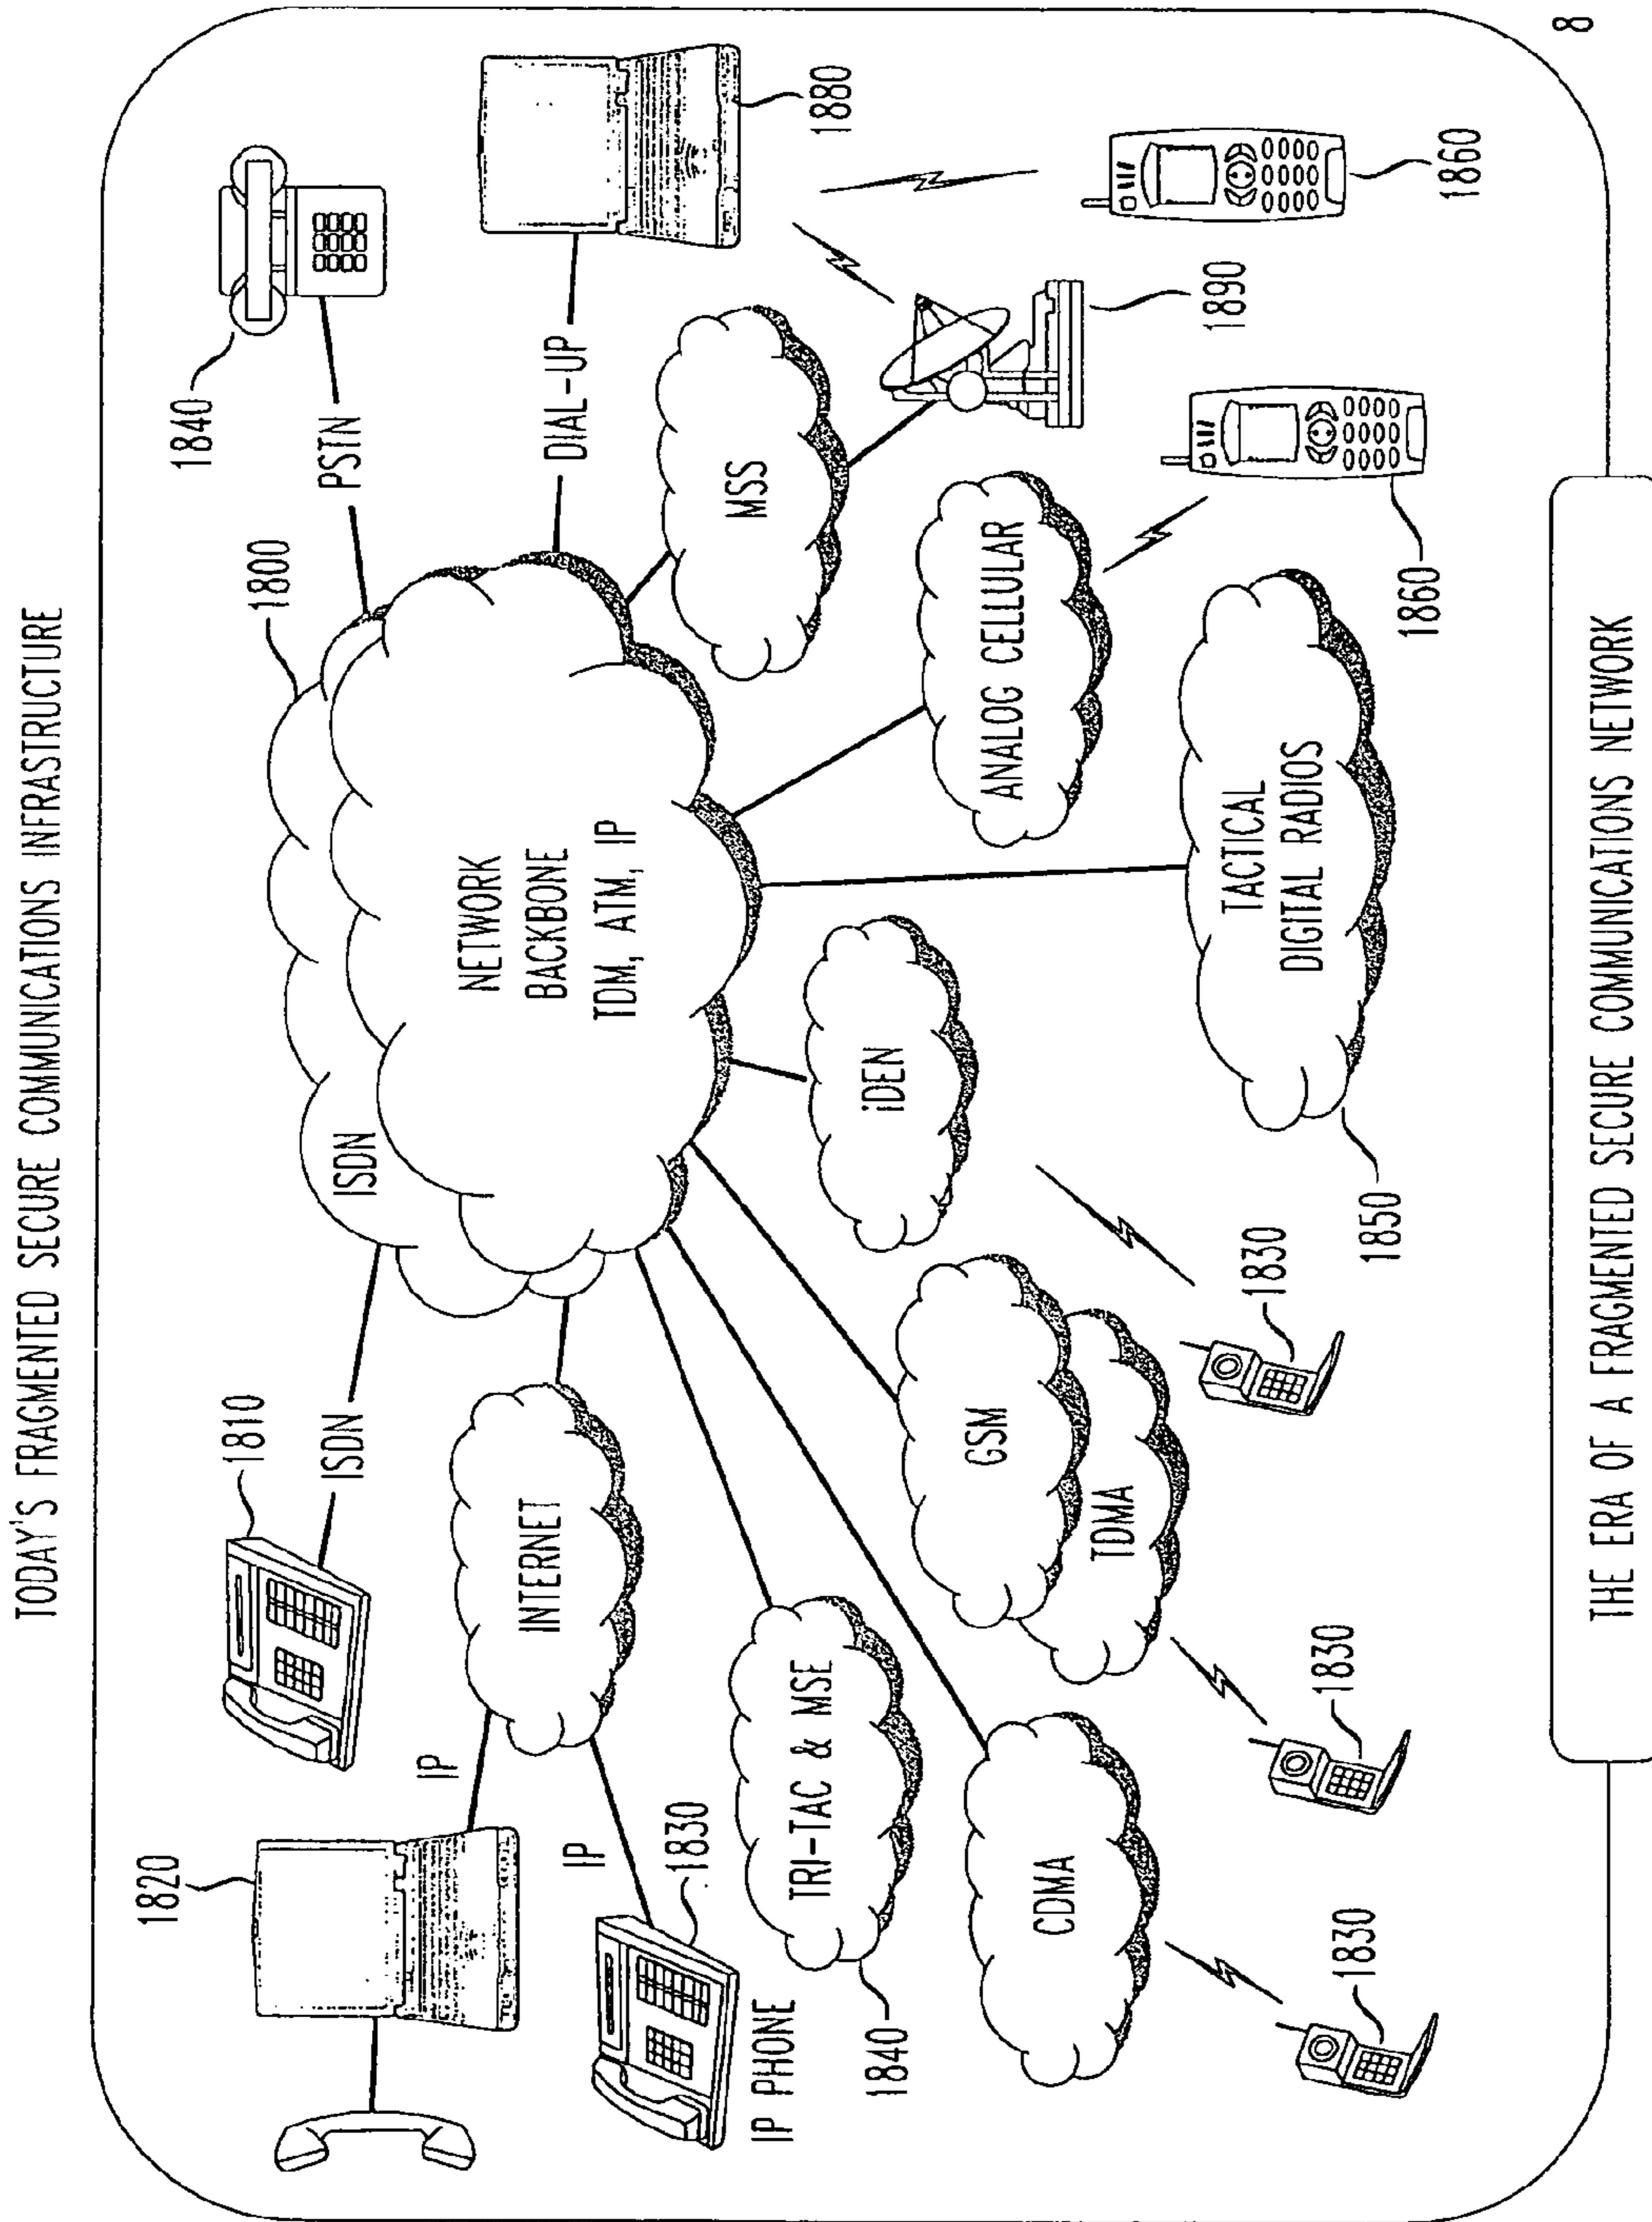 TODAY'S FRAGMENTED SECURE COMMUNICATIONS INFRASTRUCTURE
1820
1810
ISDN
1800
1840
PSTN
IP
IP
1830
IP PHONE
INTERNET
ISDN
NETWORK
BACKBONE
TDM, ATM, IP
DIAL-UP
1880
TRI-TAC & MSE
1840
CDMA
1830
GSM
TDMA
1830
1830
iDEN
TACTICAL
DIGITAL RADIOS
1850
ANALOG CELLULAR
1860
MSS
1890
1860
THE ERA OF A FRAGMENTED SECURE COMMUNICATIONS NETWORK
8